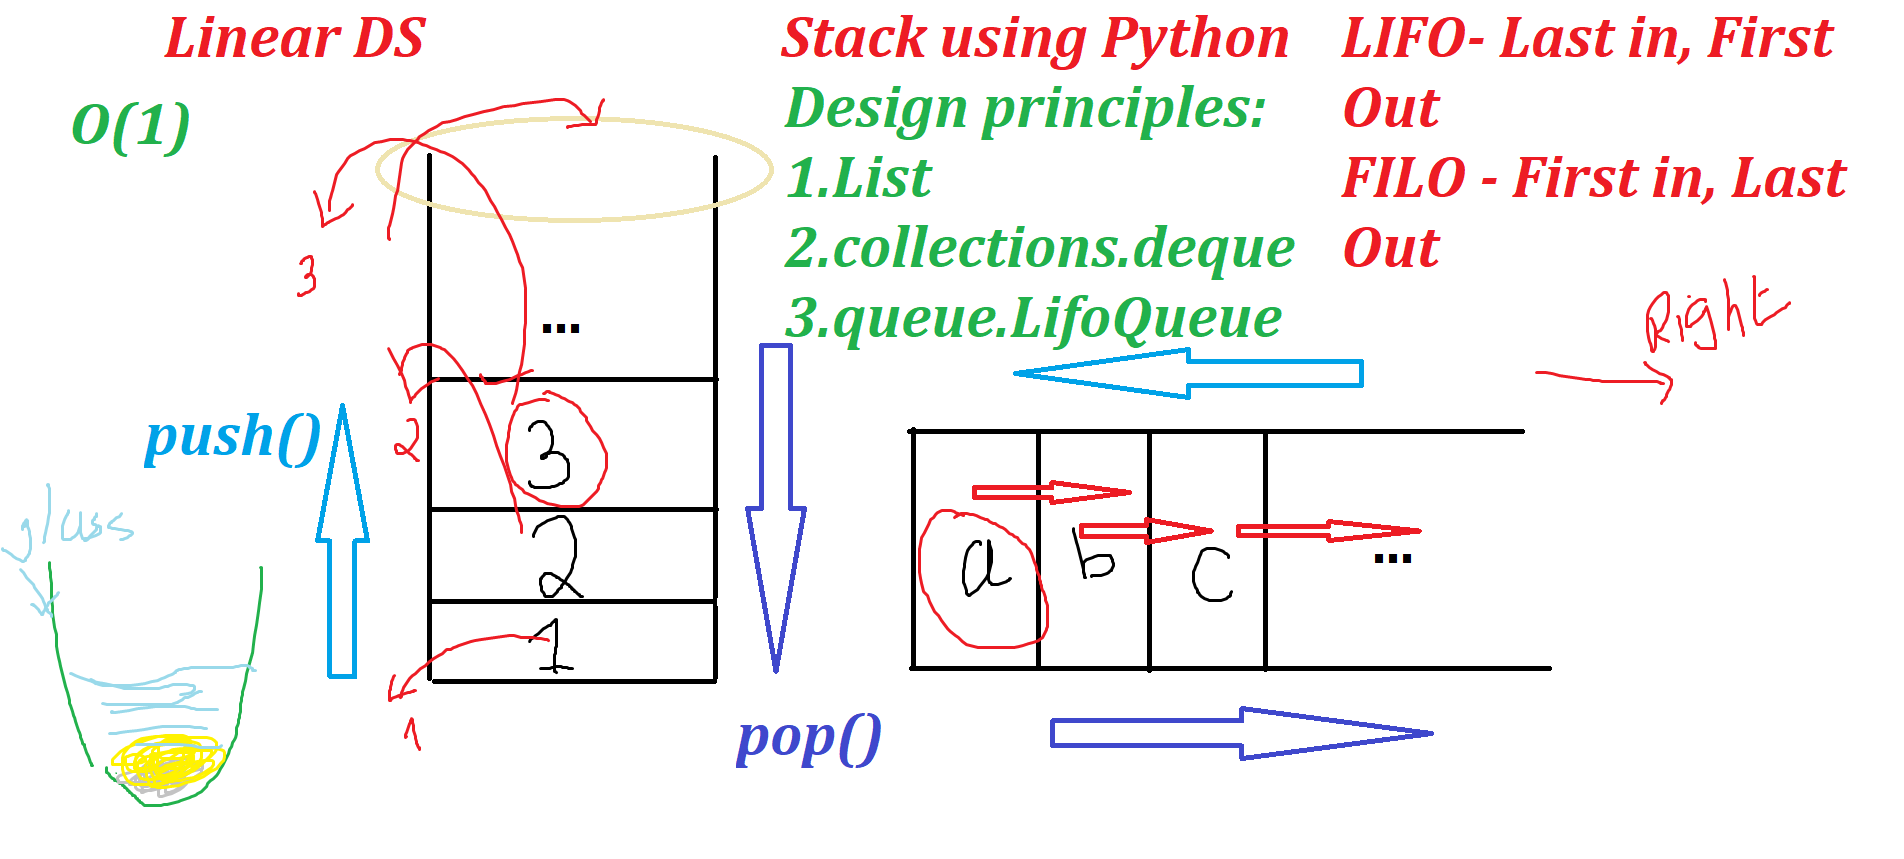 Linear DS
O(1)
Stack using Python
Design principles:
1.List
2.collections.deque
3.queue.LifoQueue
LIFO- Last in, First
Out
FILO - First in, Last
Out
Right
3
...
push()
2
3
glass
2
1
1
a
b
c
...
pop()